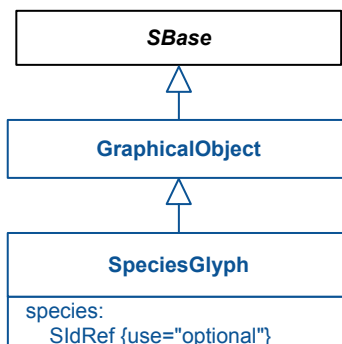 SBase
GraphicalObject
SpeciesGlyph
species:
SIdRef {use="optional"}